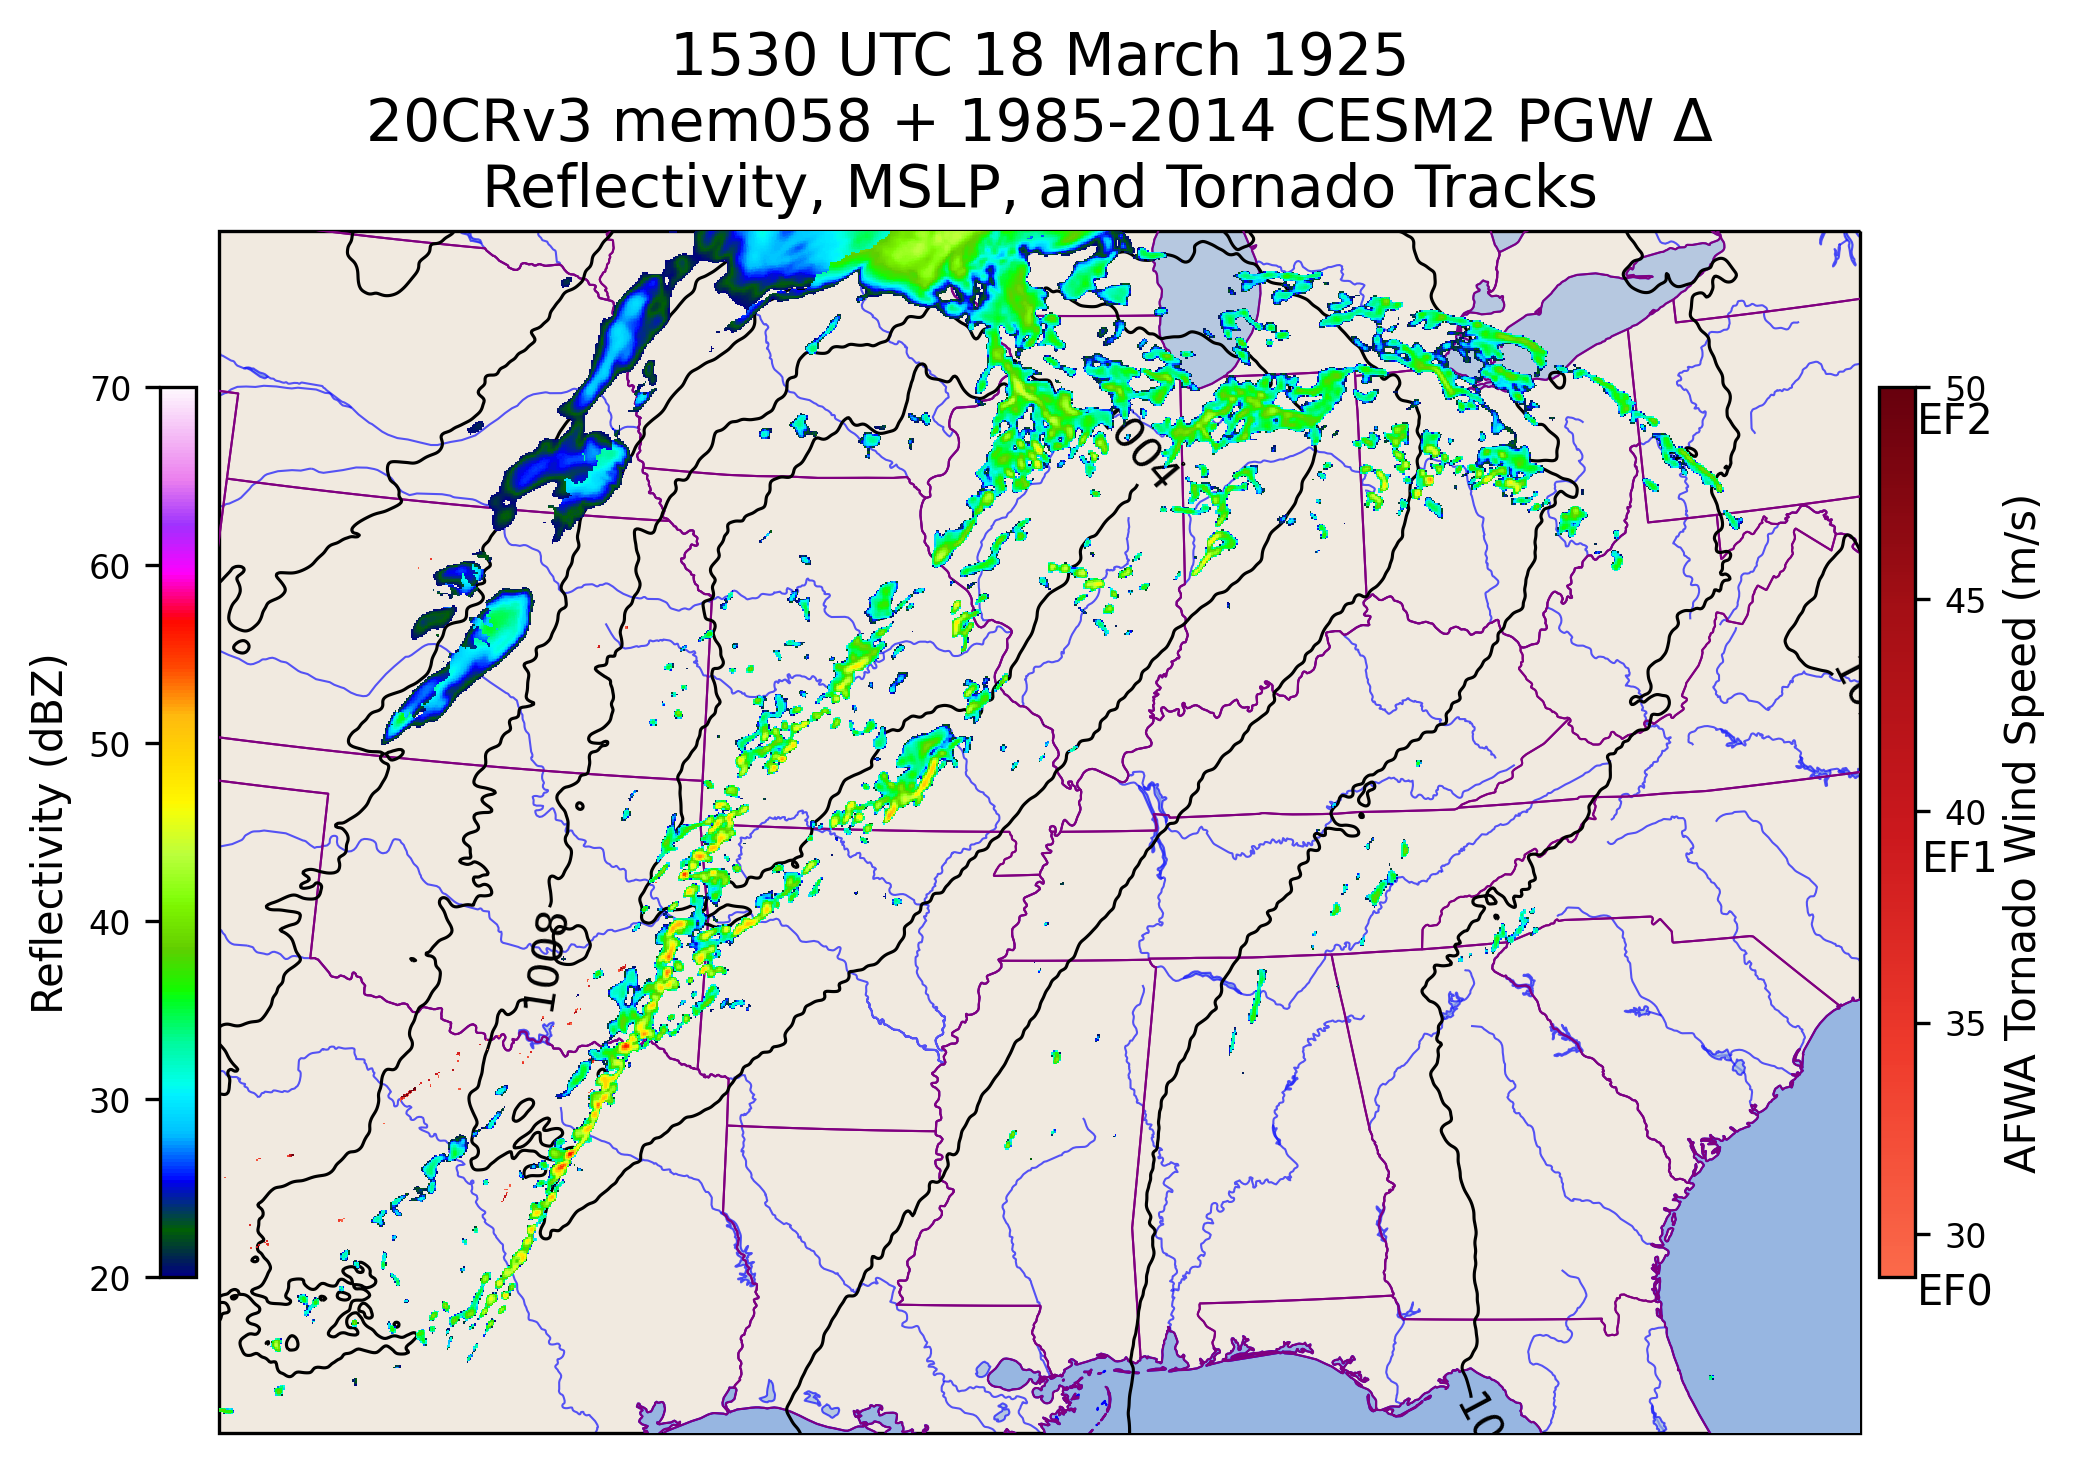 1530 UTC 18 March 1925
20CRv3 mem058 + 1985-2014 CESM2 PGW Δ
Reflectivity, MSLP, and Tornado Tracks
70
60
50
40
30
20
Reflectivity (dBZ)
1004
1008
10
10
50
EF2
45
40
EF1
35
30
EF0
AFWA Tornado Wind Speed (m/s)